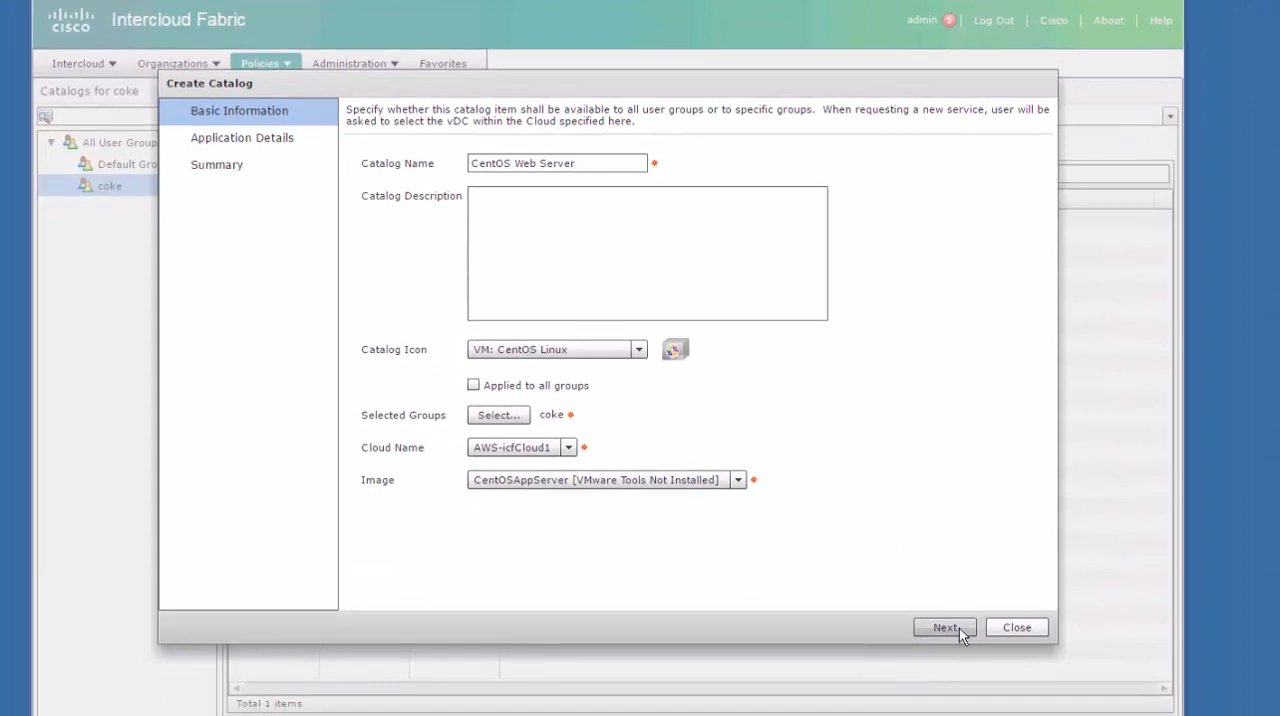 CISCO
Intercloud Fabric
admin 5 Log Out Cisco About Help
Intercloud Organizations Policies Administration Favorites
Catalogs for coke
All User Group
Default Gro
coke
Create Catalog
Basic Information
Application Details
Summary
Specify whether this catalog item shall be available to all user groups or to specific groups. When requesting a new service, user will be
asked to select the vDC within the Cloud specified here.
Catalog Name CentOS Web Server *
Catalog Description
Catalog Icon VM: CentOS Linux
Applied to all groups
Selected Groups Select... coke *
Cloud Name AWS-icfCloud1 *
Image CentOSAppServer [VMware Tools Not Installed] *
Next Close
Total 1 items